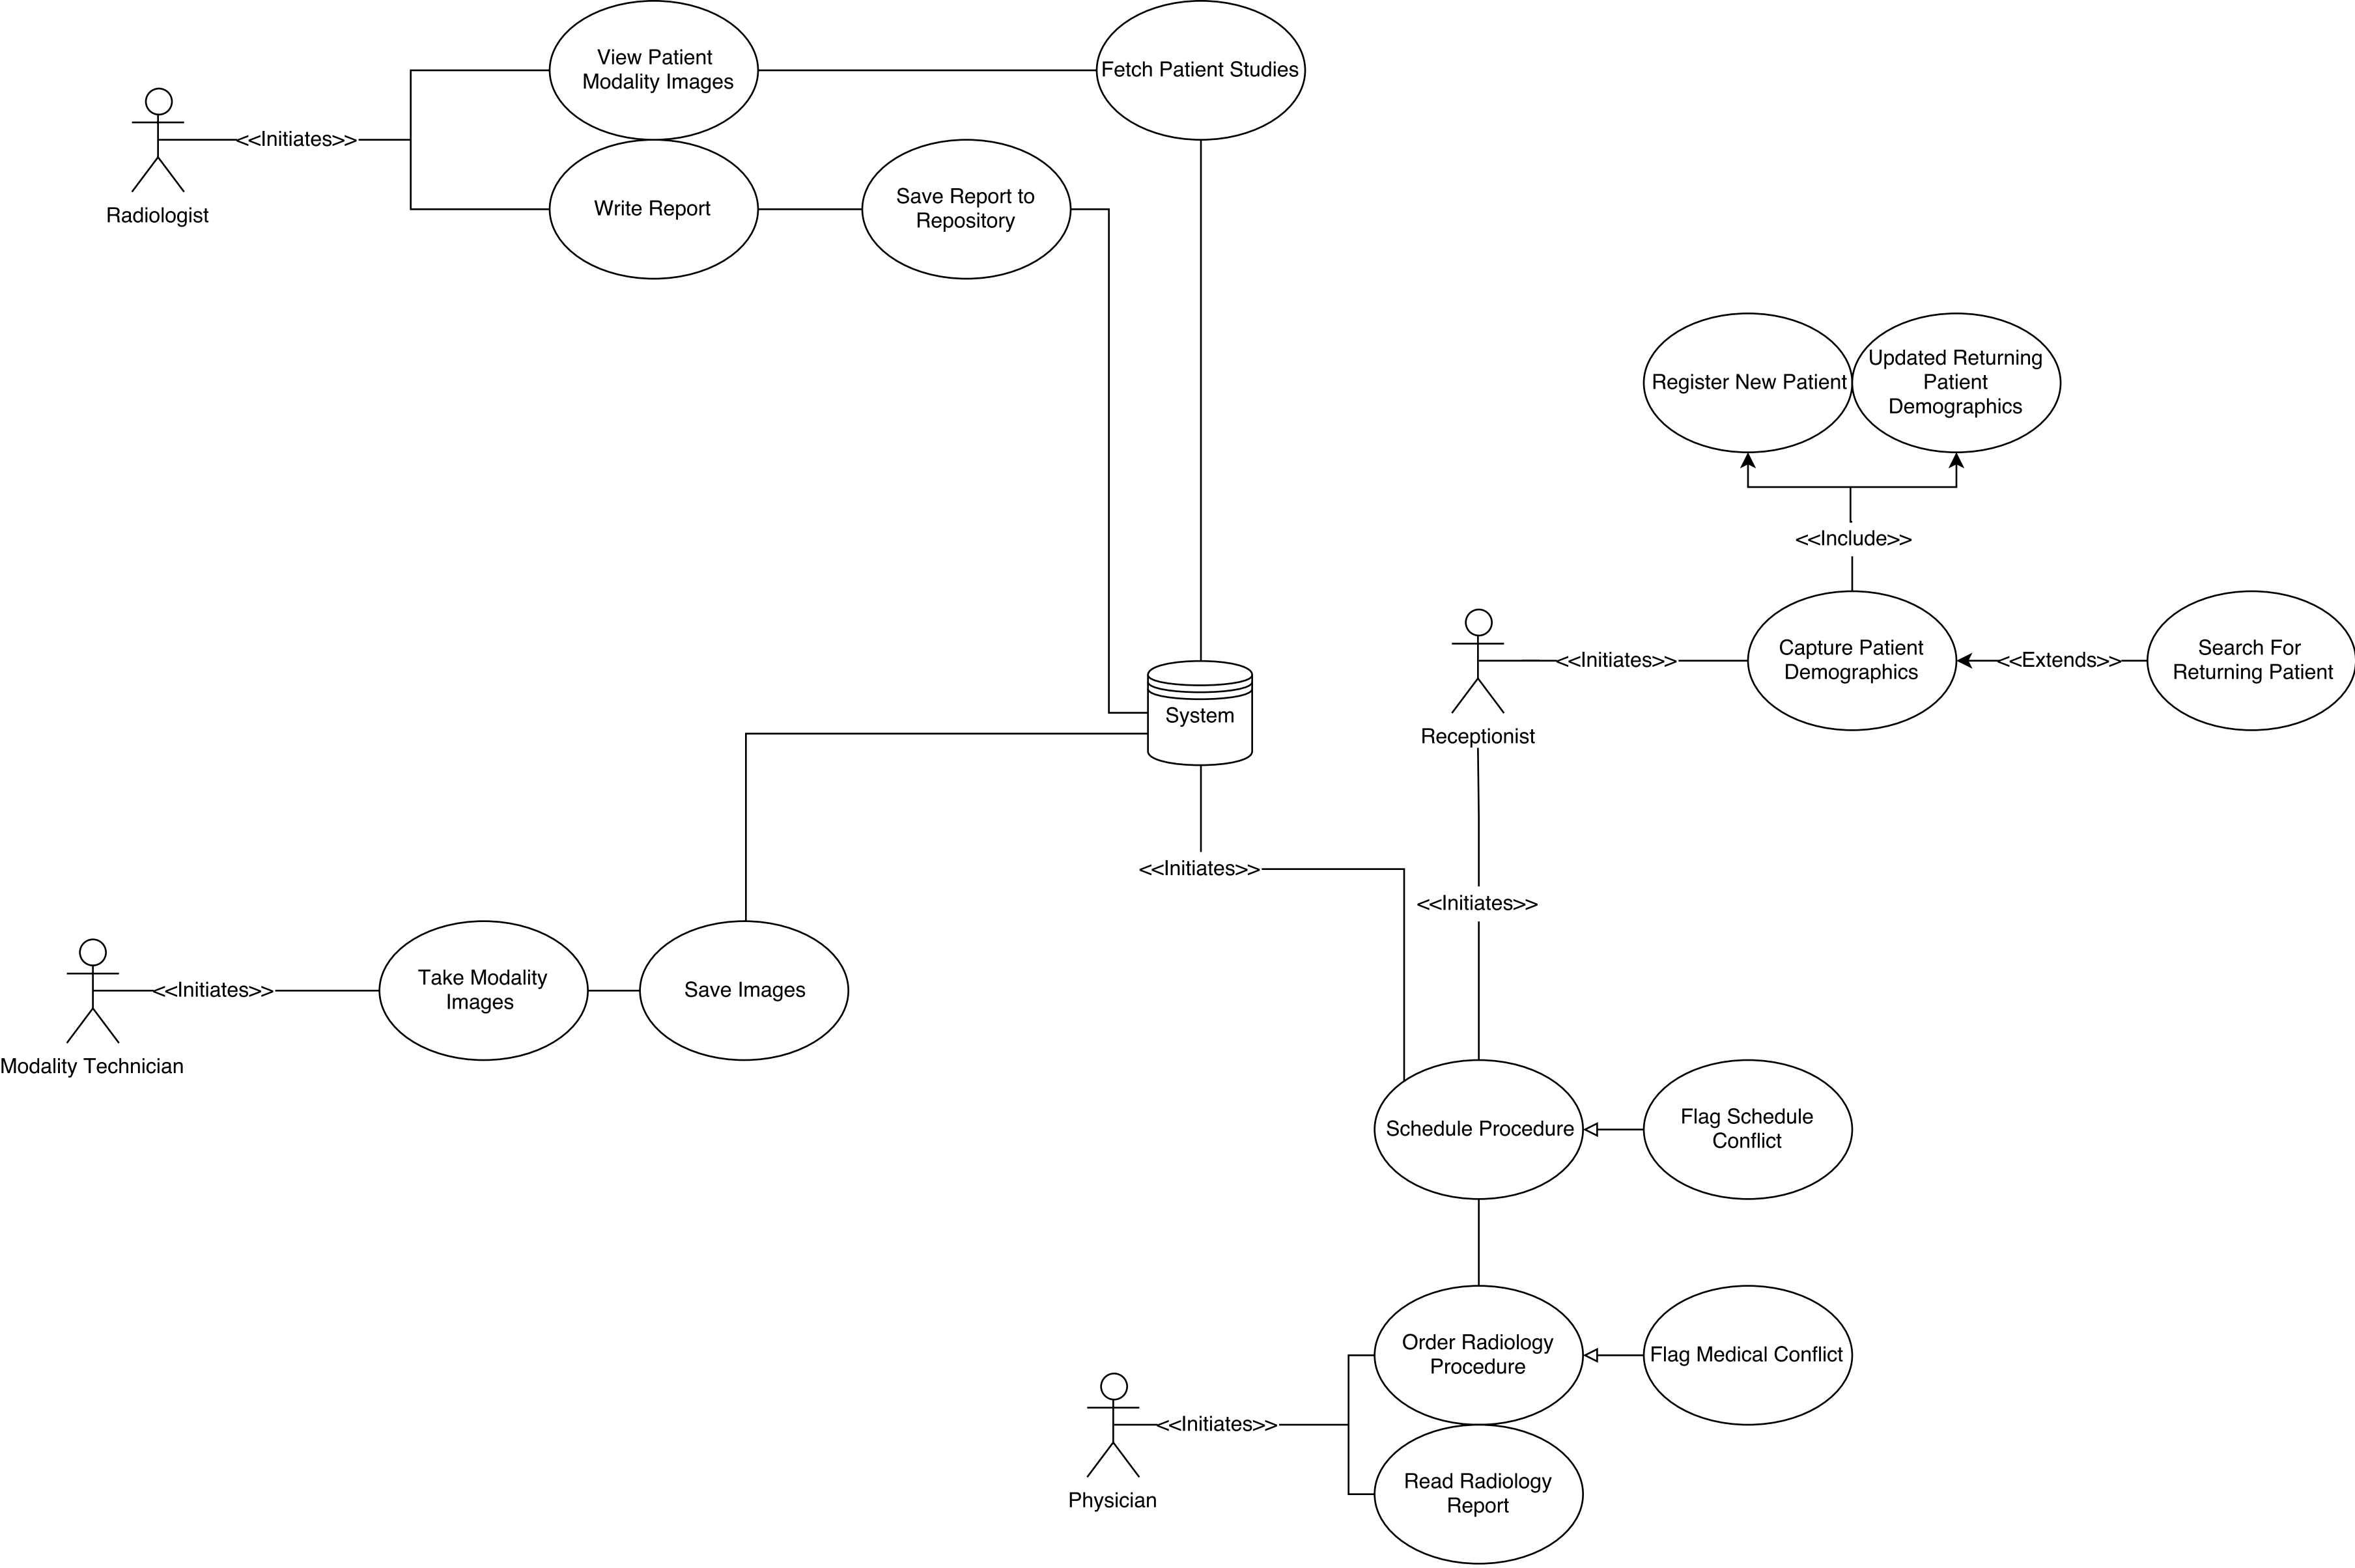 View Patient
Modality Images
Fetch Patient Studies
<<Initiates>>
Radiologist
Write Report
Save Report to
Repository
Register New Patient
Updated Returning
Patient
Demographics
<<Include>>
System
Receptionist
<<Initiates>>
Capture Patient
Demographics
<<Extends>>
Search For
Returning Patient
<<Initiates>>
<<Initiates>>
Modality Technician
<<Initiates>>
Take Modality
Images
Save Images
Schedule Procedure
Flag Schedule
Conflict
Order Radiology
Procedure
Flag Medical Conflict
Physician
<<Initiates>>
Read Radiology
Report